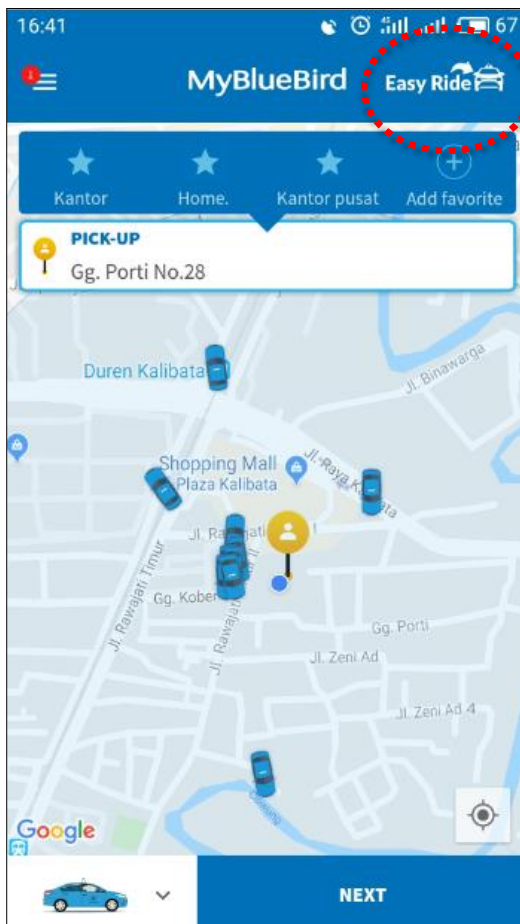 16:41
67
1
MyBlueBird
Easy Ride
Kantor
Home.
Kantor pusat
Add favorite
PICK-UP
Gg. Porti No.28
Duren Kalibata
Jl. Binawarga
Shopping Mall
Plaza Kalibata
Jl. Raya
Jl. Rawajati Timur
Gg. Kober
Gg. Porti
Jl. Zeni Ad
Jl. Zeni Ad 4
Ciliwung
Google
NEXT